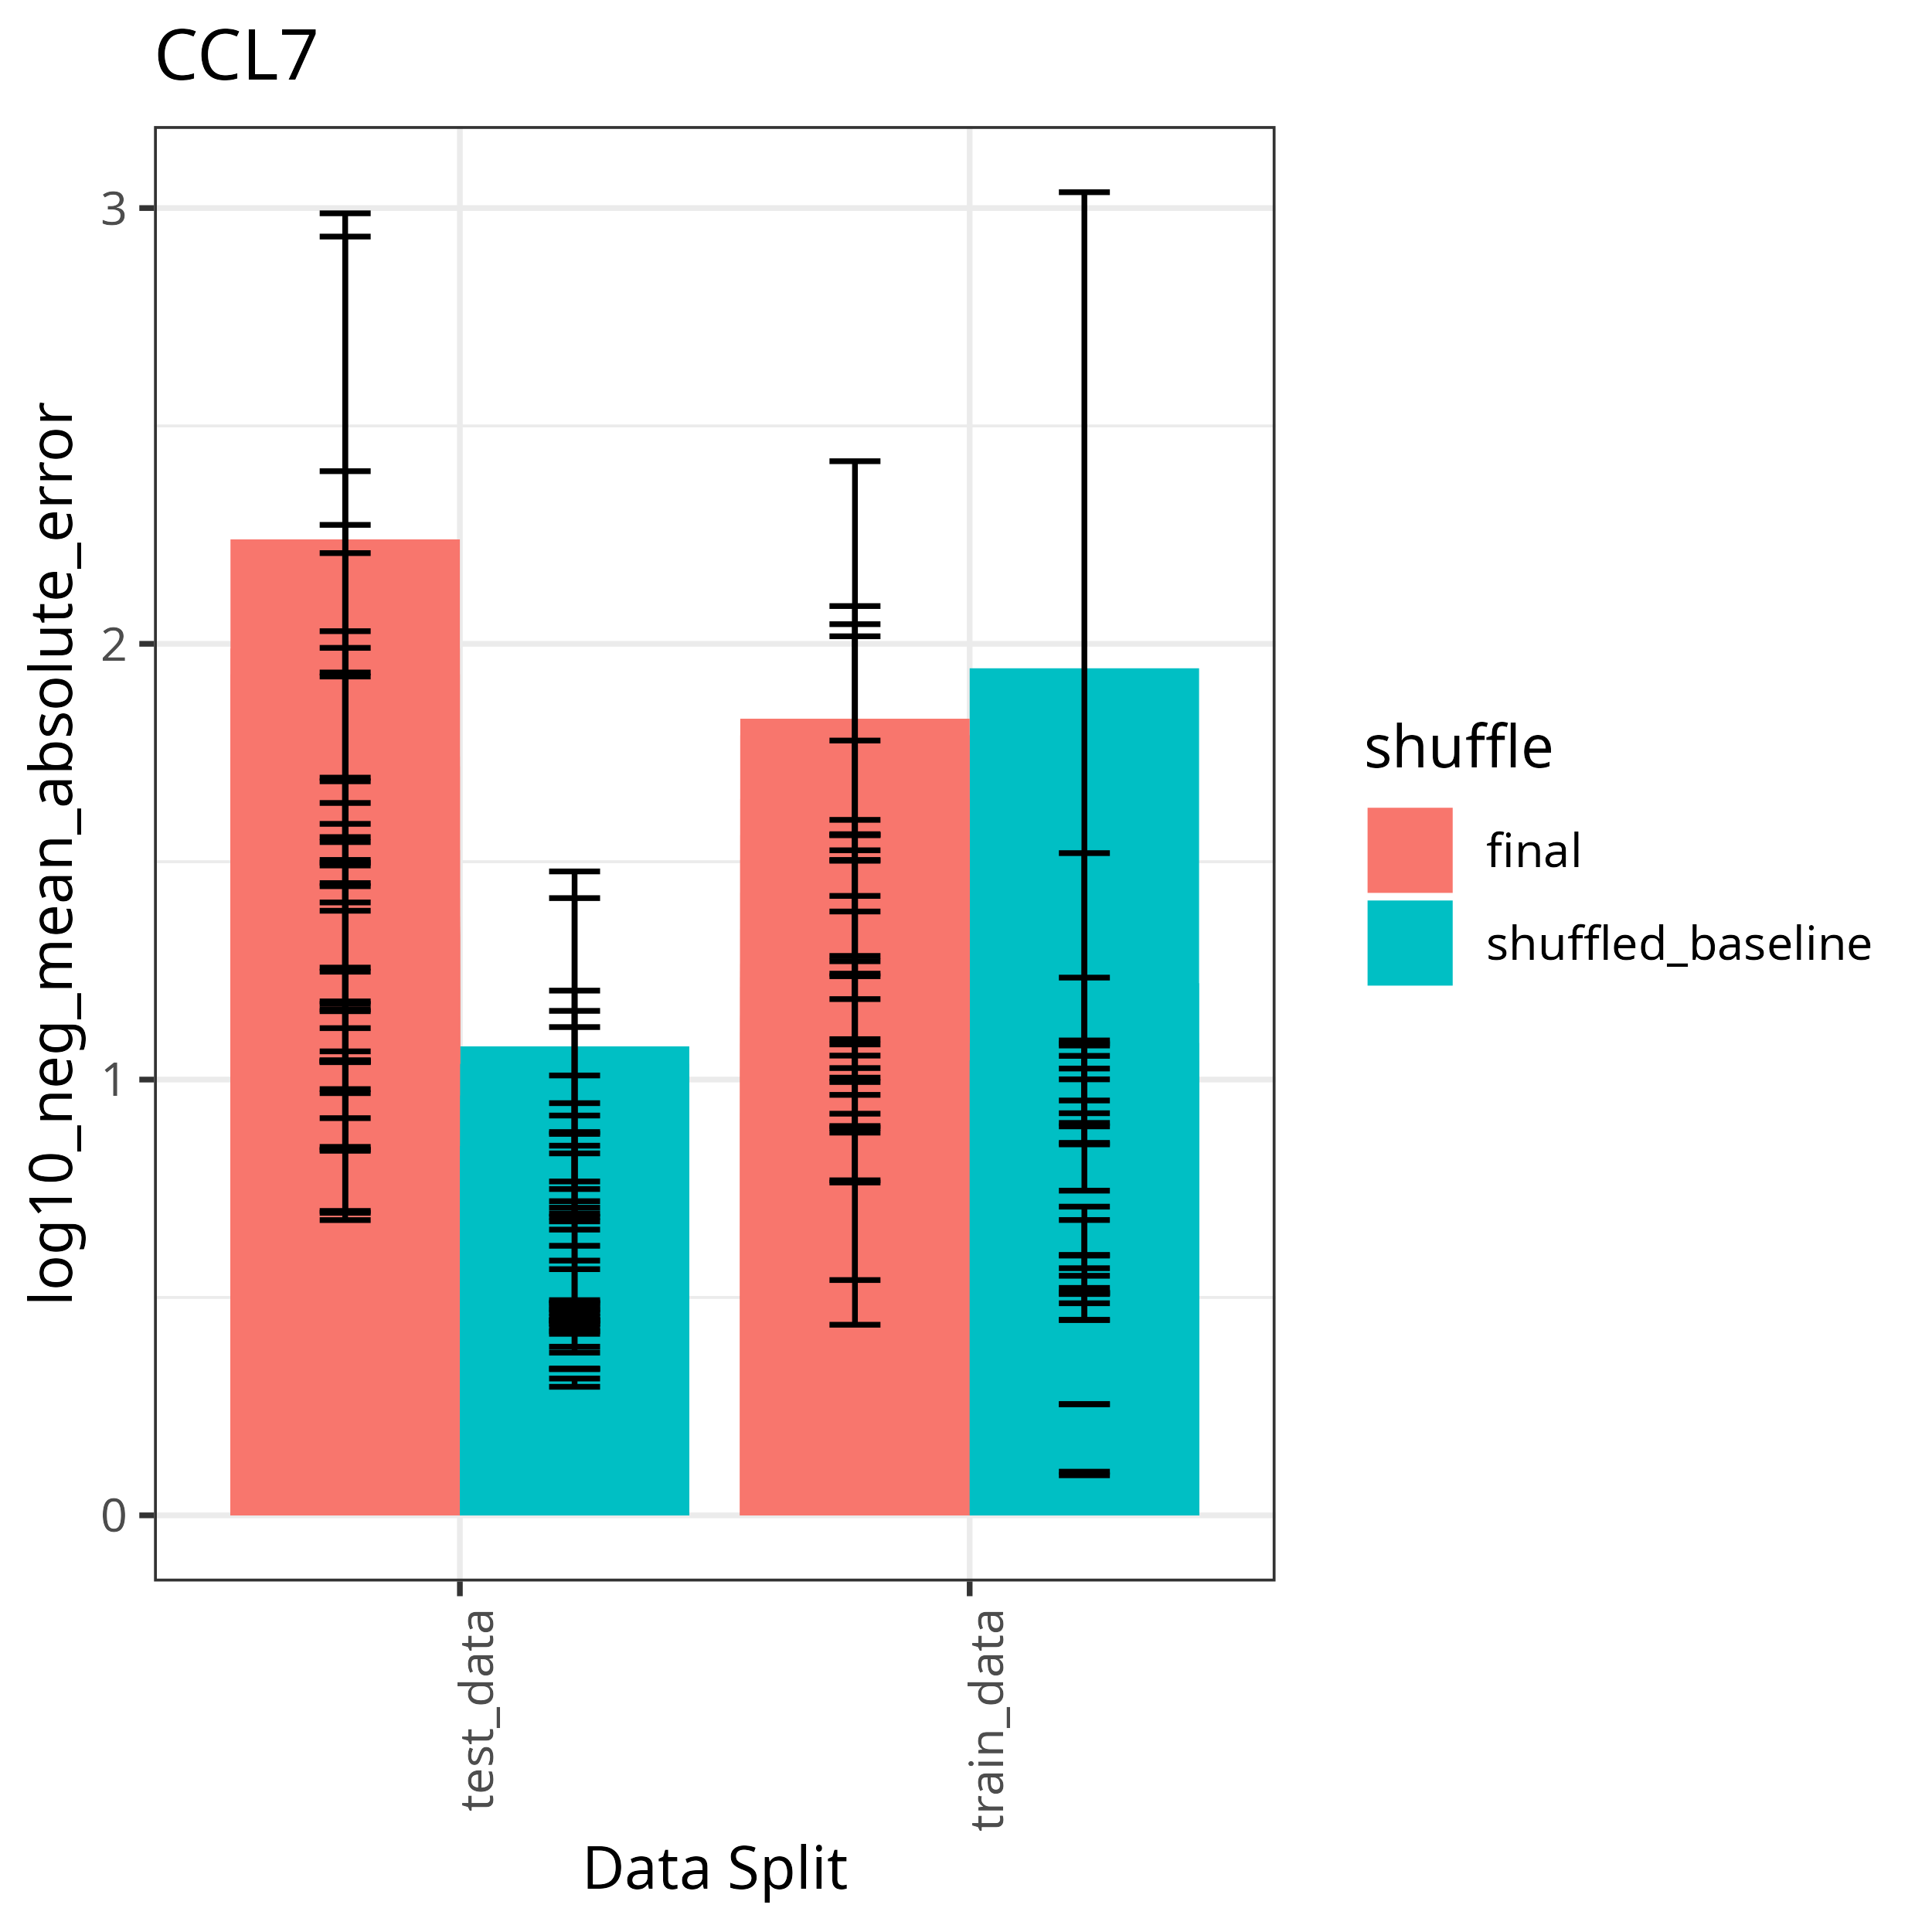 CCL7
log10_neg_mean_absolute_error
3
2
1
0
test_data
train_data
Data Split
shuffle
final
shuffled_baseline